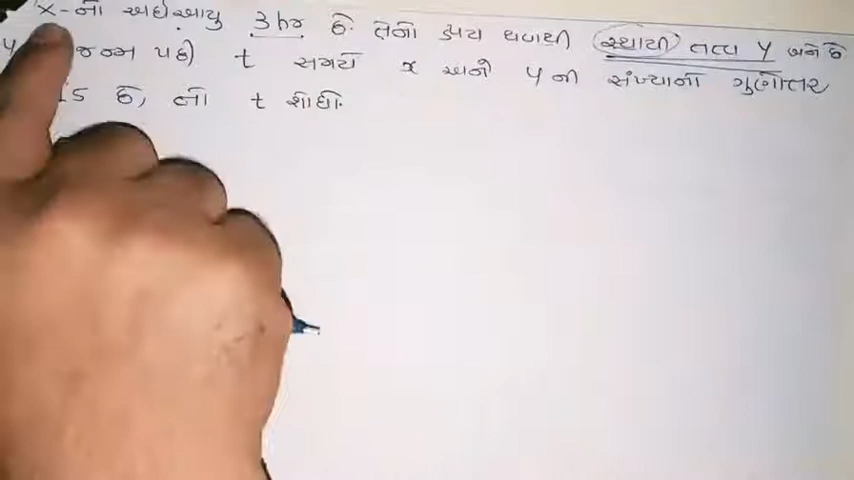 x-નો અર્ધઆયુ 3hr છે. તેનો ક્ષય થવાથી સ્થાયી તત્વ y બને છે
જન્મ પછી t સમયે x અને y ની સંખ્યાનો ગુણોત્તર
15 છે, તો t શોધો.